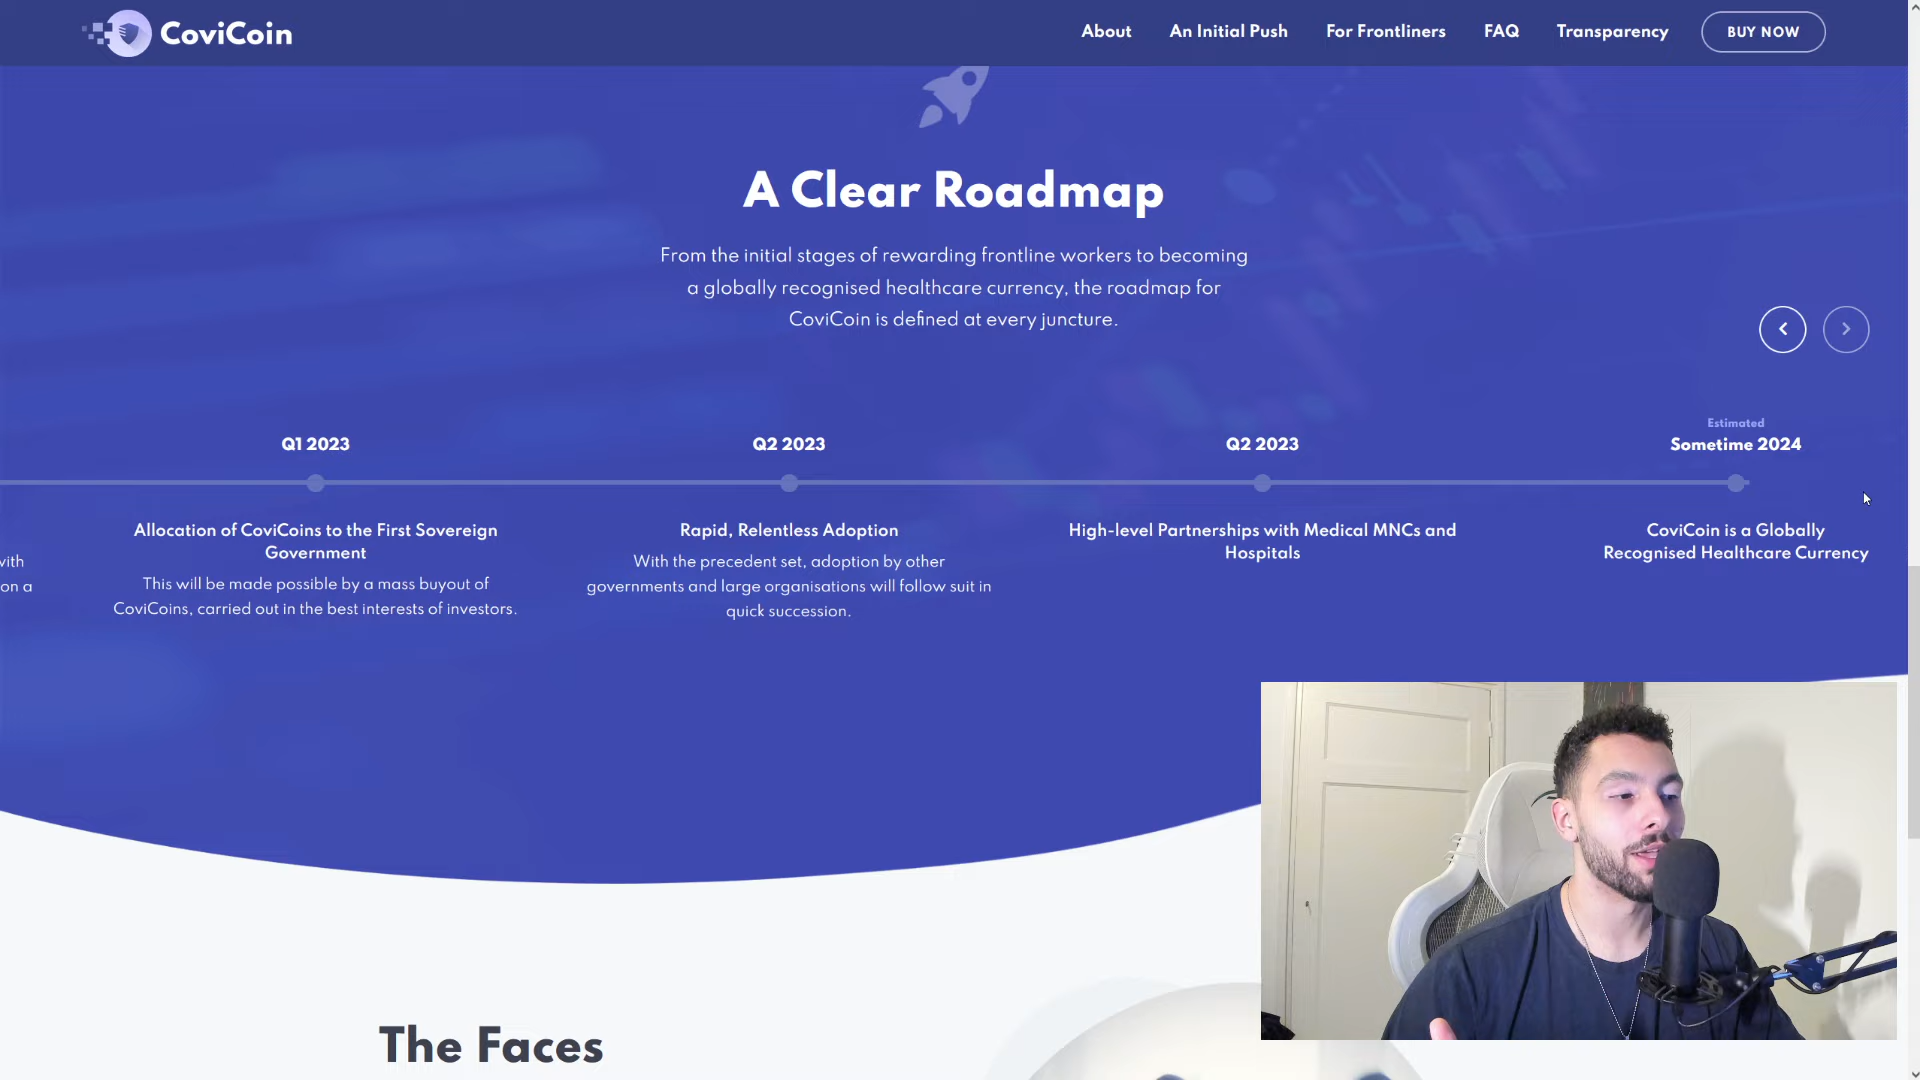 CoviCoin
About
An Initial Push
For Frontliners
FAQ
Transparency
BUY NOW
A Clear Roadmap
From the initial stages of rewarding frontline workers to becoming
a globally recognised healthcare currency, the roadmap for
CoviCoin is defined at every juncture.
vith
on a
Q1 2023
Allocation of CoviCoins to the First Sovereign
Government
This will be made possible by a mass buyout of
CoviCoins, carried out in the best interests of investors.
Q2 2023
Rapid, Relentless Adoption
With the precedent set, adoption by other
governments and large organisations will follow suit in
quick succession.
Q2 2023
High-level Partnerships with Medical MNCs and
Hospitals
Estimated
Sometime 2024
CoviCoin is a Globally
Recognised Healthcare Currency
The Faces